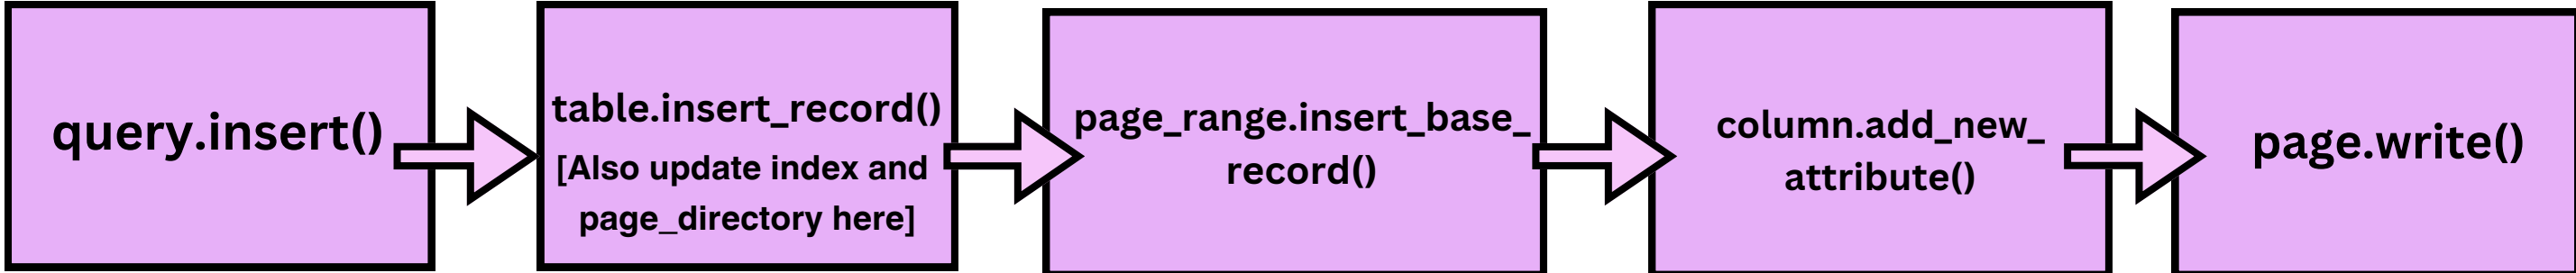 query.insert()
table.insert_record()
[Also update index and
page_directory here]
page_range.insert_base_
record()
column.add_new_
attribute()
page.write()